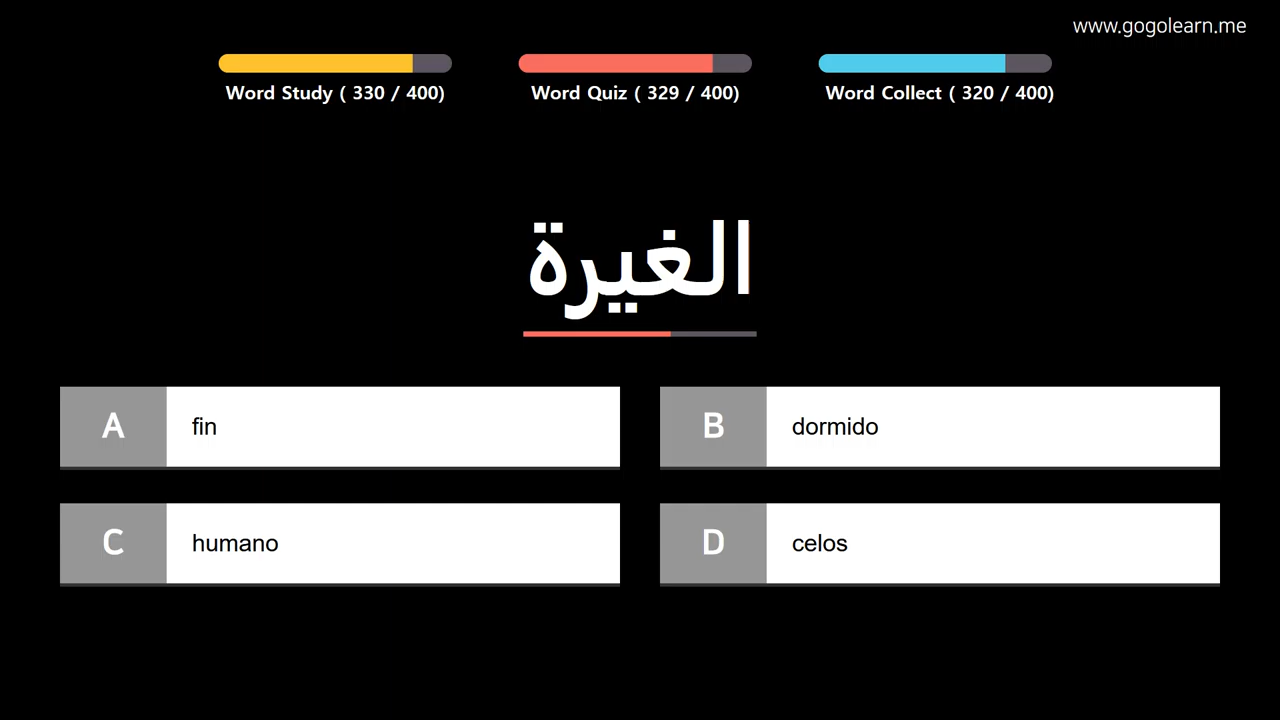 www.gogolearn.me
Word Study ( 330 / 400)
Word Quiz ( 329 / 400)
Word Collect ( 320 / 400)
الغيرة
A fin
B dormido
C humano
D celos